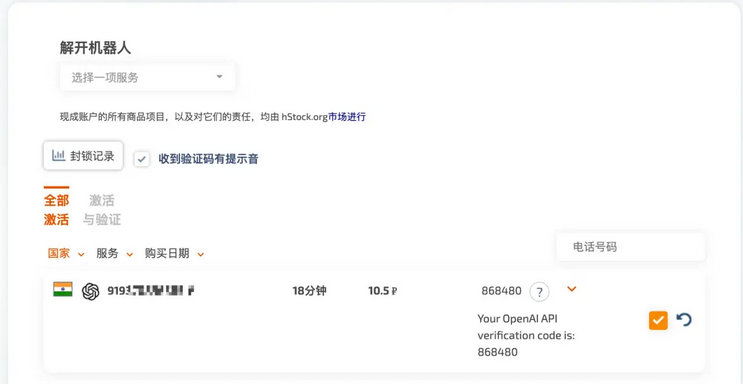 解开机器人
选择一项服务
现成账户的所有商品项目，以及对它们的责任，均由 hStock.org市场进行
封锁记录
收到验证码有提示音
全部 激活
激活 与验证
国家 服务 购买日期
电话号码
18分钟 10.5 ₽ 868480 ?
Your OpenAI API
verification code is:
868480